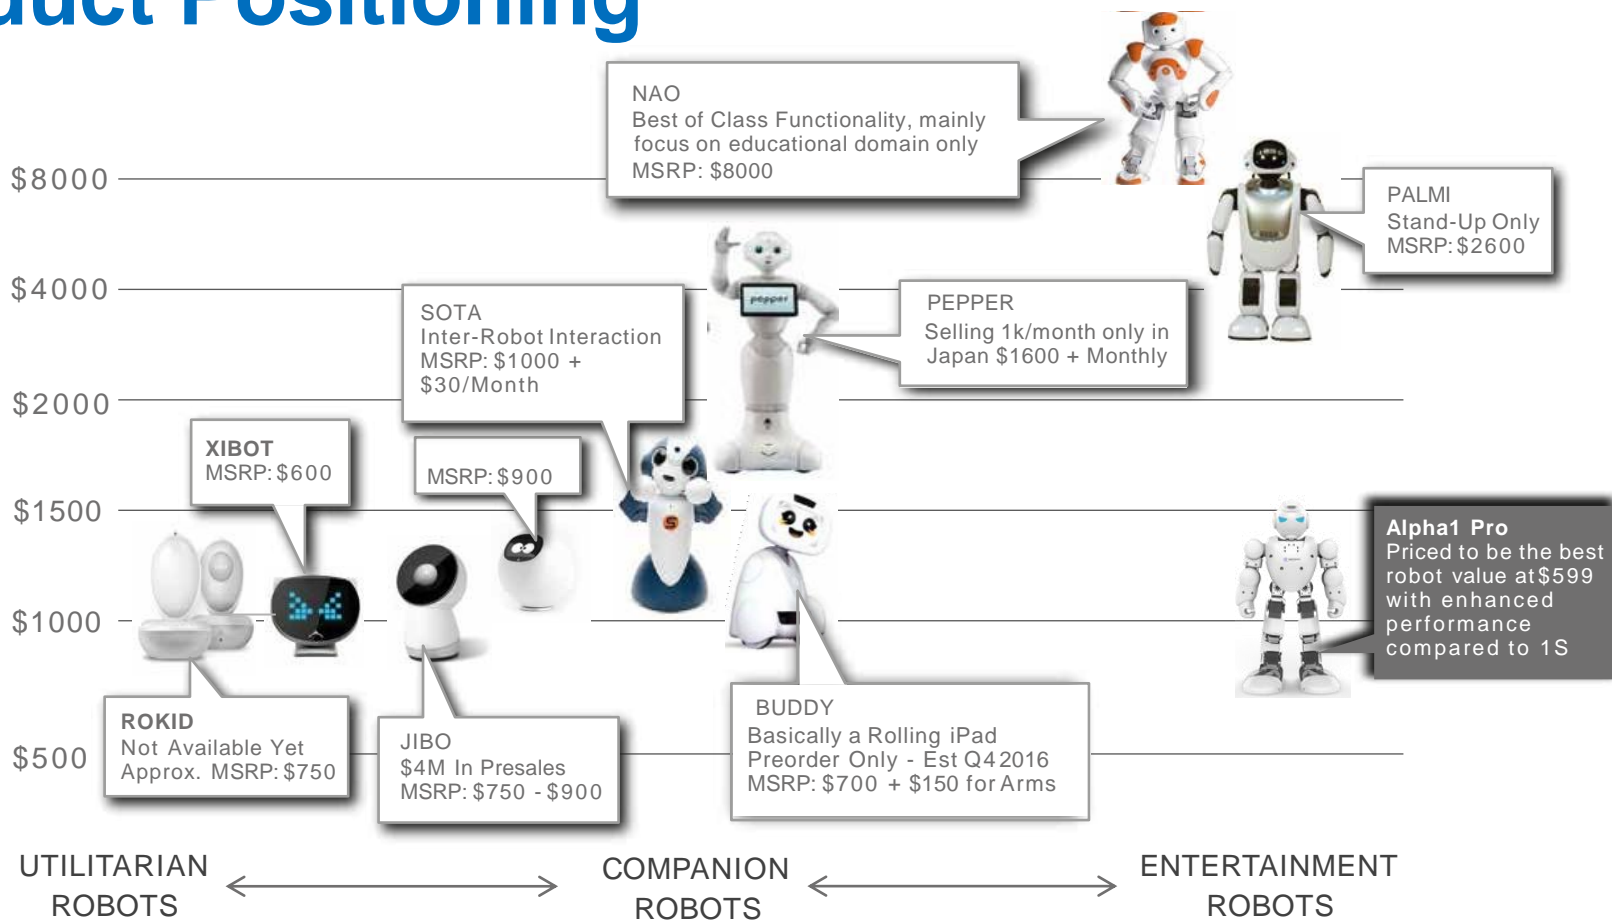 duct Positioning
NAO
Best of Class Functionality, mainly
focus on educational domain only
MSRP: $8000
$8000
PALMI
Stand-Up Only
MSRP: $2600
$4000
SOTA
Inter-Robot Interaction
MSRP: $1000 +
$30/Month
pepper
PEPPER
Selling 1k/month only in
Japan $1600 + Monthly
$2000
XIBOT
MSRP: $600
MSRP: $900
$1500
S
Alpha1 Pro
Priced to be the best
robot value at $599
with enhanced
performance
compared to 1S
$1000
ROKID
Not Available Yet
Approx. MSRP: $750
JIBO
$4M In Presales
MSRP: $750 - $900
BUDDY
Basically a Rolling iPad
Preorder Only - Est Q4 2016
MSRP: $700 + $150 for Arms
$500
UTILITARIAN
ROBOTS
COMPANION
ROBOTS
ENTERTAINMENT
ROBOTS